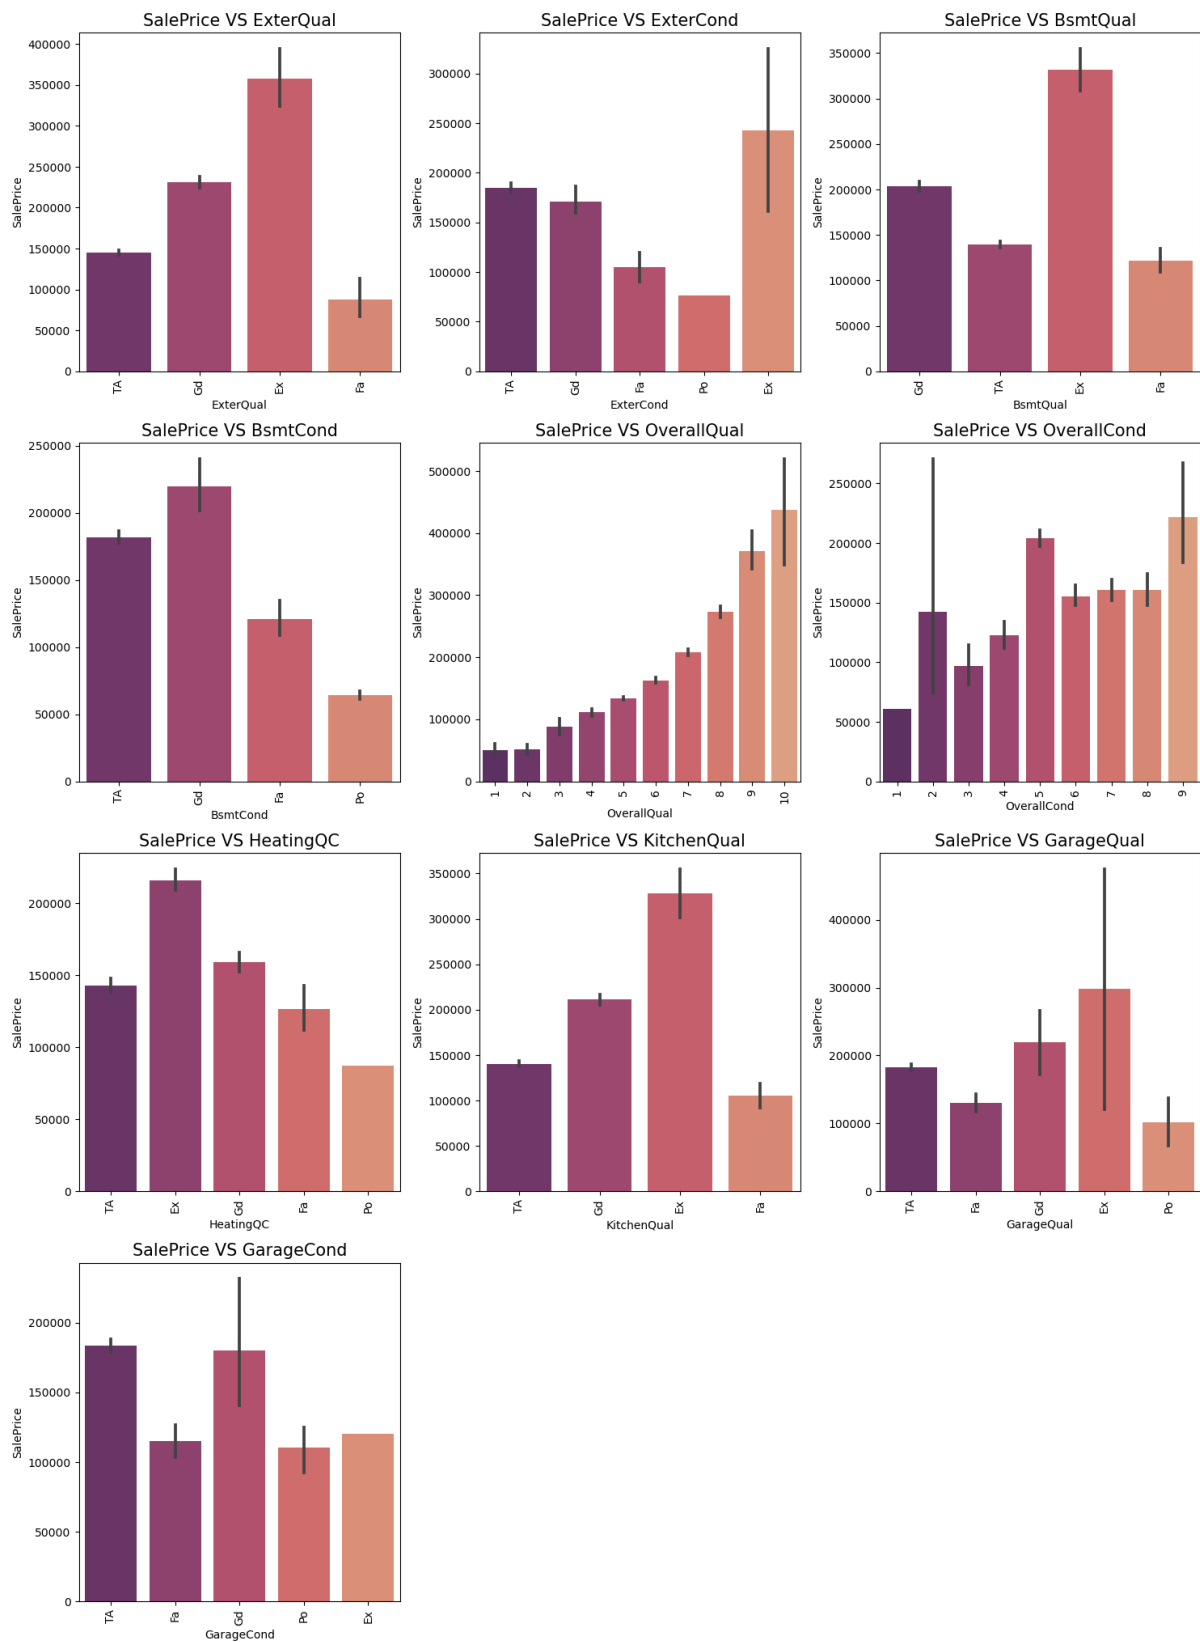 SalePrice VS ExterQual
400000
350000
300000
250000
200000
150000
100000
50000
0
SalePrice
TA Gd Ex Fa
ExterQual
SalePrice VS ExterCond
300000
250000
200000
150000
100000
50000
0
SalePrice
TA Gd Fa Po Ex
ExterCond
SalePrice VS BsmtQual
350000
300000
250000
200000
150000
100000
50000
0
SalePrice
Gd TA Ex Fa
BsmtQual
SalePrice VS BsmtCond
250000
200000
150000
100000
50000
0
SalePrice
TA Gd Fa Po
BsmtCond
SalePrice VS OverallQual
500000
400000
300000
200000
100000
0
SalePrice
1 2 3 4 5 6 7 8 9 10
OverallQual
SalePrice VS OverallCond
250000
200000
150000
100000
50000
0
SalePrice
1 2 3 4 5 6 7 8 9
OverallCond
SalePrice VS HeatingQC
200000
150000
100000
50000
0
SalePrice
TA Ex Gd Fa Po
HeatingQC
SalePrice VS KitchenQual
350000
300000
250000
200000
150000
100000
50000
0
SalePrice
TA Gd Ex Fa
KitchenQual
SalePrice VS GarageQual
400000
300000
200000
100000
0
SalePrice
TA Fa Gd Ex Po
GarageQual
SalePrice VS GarageCond
200000
150000
100000
50000
0
SalePrice
TA Fa Gd Po Ex
GarageCond